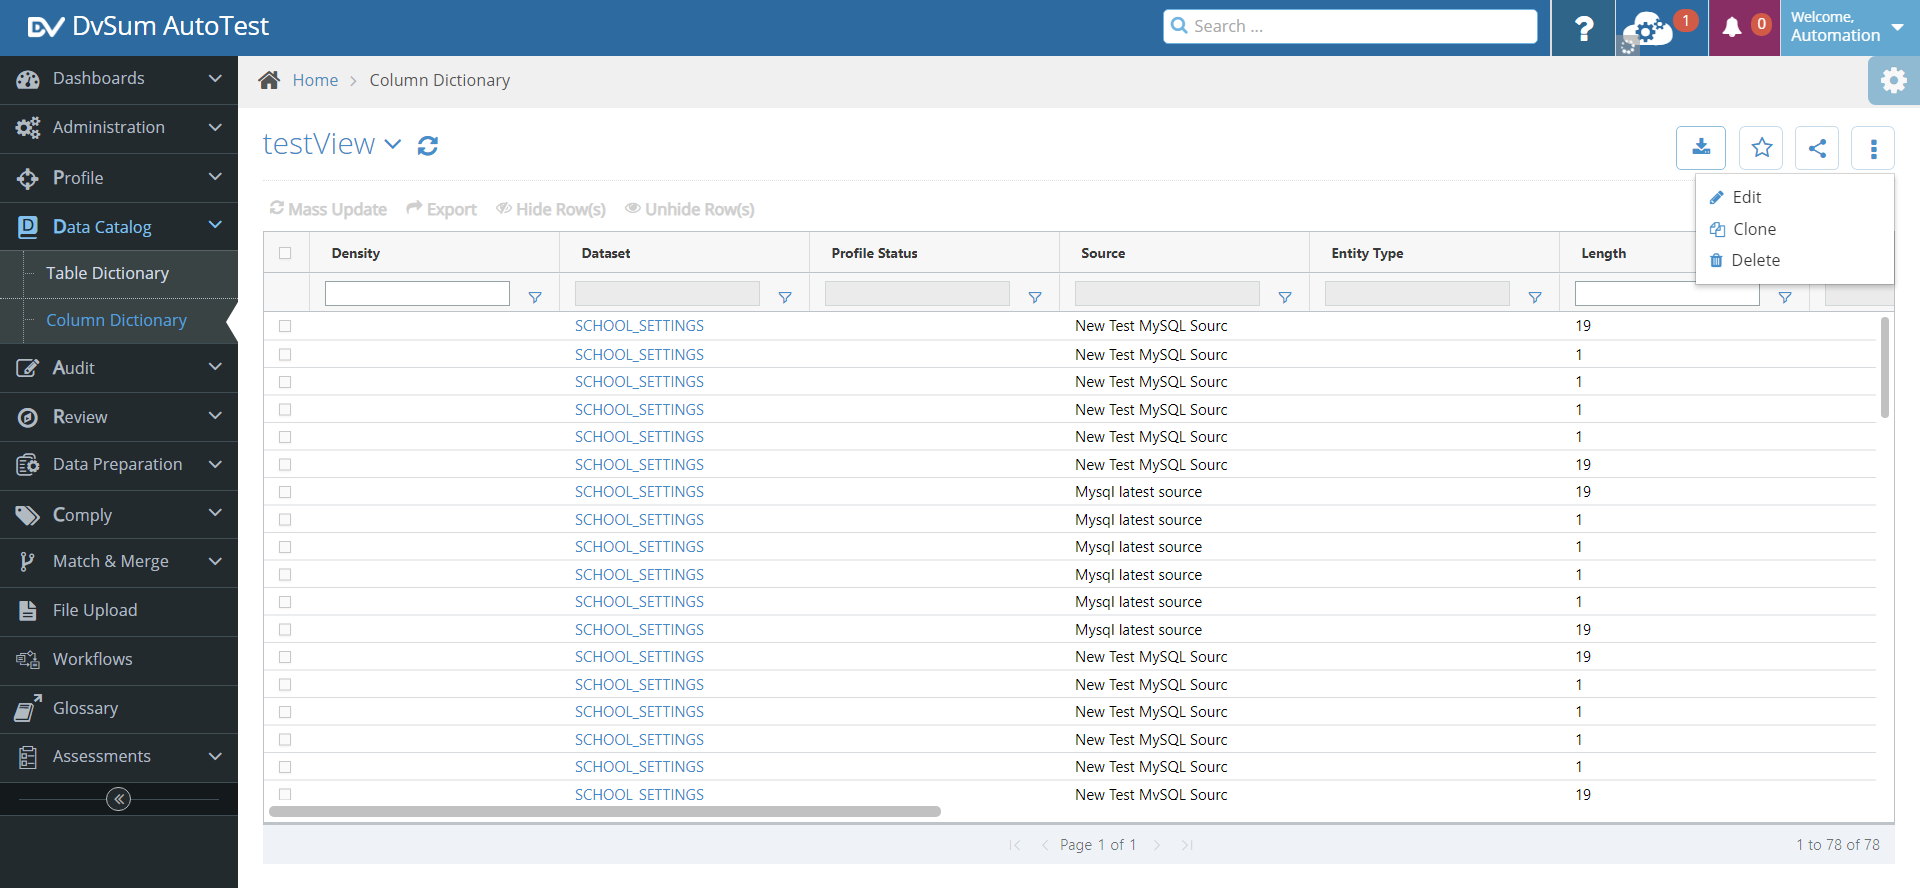 DV DvSum AutoTest
Search ...
?
1
0
Welcome,
Automation
Dashboards
Administration
Profile
Data Catalog
Table Dictionary
Column Dictionary
Audit
Review
Data Preparation
Comply
Match & Merge
File Upload
Workflows
Glossary
Assessments
Home > Column Dictionary
testView
Edit
Clone
Delete
Mass Update Export Hide Row(s) Unhide Row(s)
Density Dataset Profile Status Source Entity Type Length
SCHOOL_SETTINGS New Test MySQL Sourc 19
SCHOOL_SETTINGS New Test MySQL Sourc 1
SCHOOL_SETTINGS New Test MySQL Sourc 1
SCHOOL_SETTINGS New Test MySQL Sourc 1
SCHOOL_SETTINGS New Test MySQL Sourc 1
SCHOOL_SETTINGS New Test MySQL Sourc 19
SCHOOL_SETTINGS Mysql latest source 19
SCHOOL_SETTINGS Mysql latest source 1
SCHOOL_SETTINGS Mysql latest source 1
SCHOOL_SETTINGS Mysql latest source 1
SCHOOL_SETTINGS Mysql latest source 1
SCHOOL_SETTINGS Mysql latest source 19
SCHOOL_SETTINGS New Test MySQL Sourc 19
SCHOOL_SETTINGS New Test MySQL Sourc 1
SCHOOL_SETTINGS New Test MySQL Sourc 1
SCHOOL_SETTINGS New Test MySQL Sourc 1
SCHOOL_SETTINGS New Test MySQL Sourc 1
SCHOOL_SETTINGS New Test MySQL Sourc 19
Page 1 of 1
1 to 78 of 78